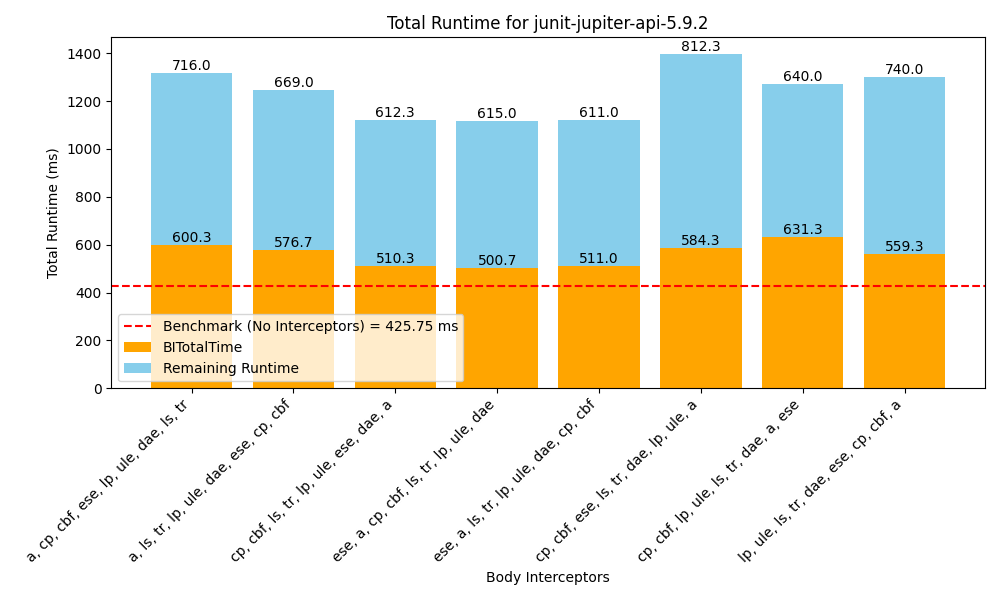 Total Runtime for junit-jupiter-api-5.9.2
Total Runtime (ms)
1400
1200
1000
800
600
400
200
0
716.0
669.0
612.3
615.0
611.0
812.3
640.0
740.0
600.3
576.7
510.3
500.7
511.0
584.3
631.3
559.3
Benchmark (No Interceptors) = 425.75 ms
BITotalTime
Remaining Runtime
a, cp, cbf, ese, lp, ule, dae, ls, tr
a, ls, tr, lp, ule, dae, ese, cp, cbf
cp, cbf, ls, tr, lp, ule, ese, dae, a
ese, a, cp, cbf, ls, tr, lp, ule, dae
ese, a, ls, tr, lp, ule, dae, cp, cbf
cp, cbf, ese, ls, tr, dae, lp, ule, a
cp, cbf, lp, ule, ls, tr, dae, a, ese
lp, ule, ls, tr, dae, ese, cp, cbf, a
Body Interceptors